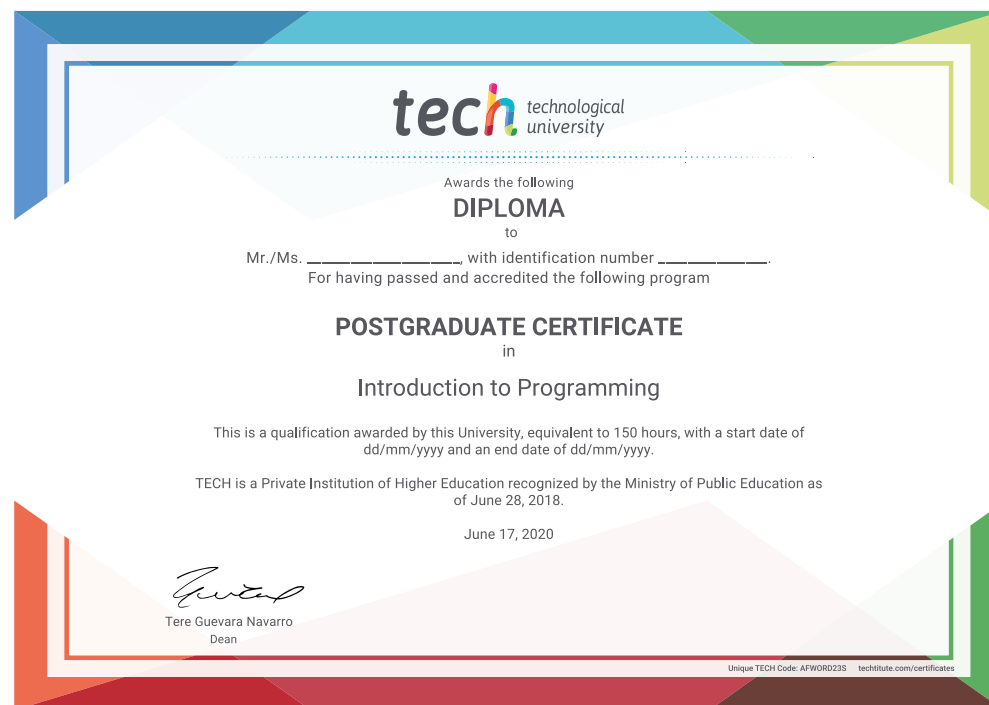 tech technological
university
Awards the following
DIPLOMA
to
Mr./Ms. ____________________, with identification number ______________.
For having passed and accredited the following program
POSTGRADUATE CERTIFICATE
in
Introduction to Programming
This is a qualification awarded by this University, equivalent to 150 hours, with a start date of
dd/mm/yyyy and an end date of dd/mm/yyyy.
TECH is a Private Institution of Higher Education recognized by the Ministry of Public Education as
of June 28, 2018.
June 17, 2020
Tere Guevara Navarro
Dean
Unique TECH Code: AFWORD23S techtitute.com/certificates